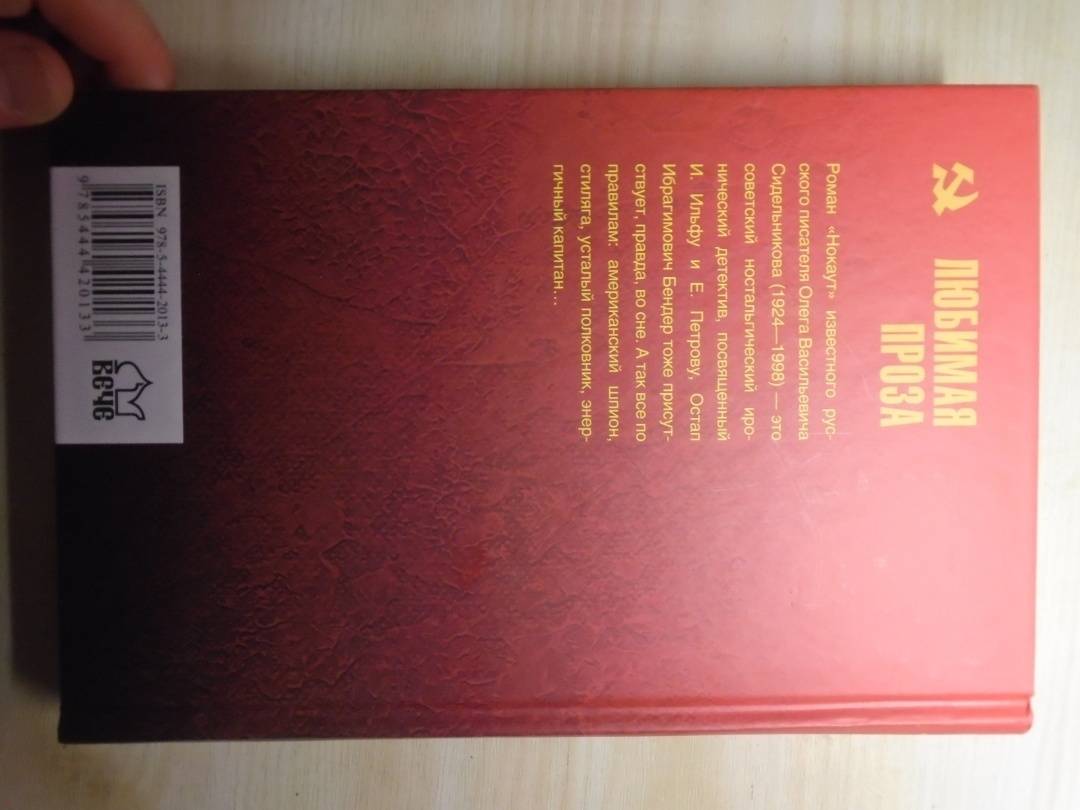 ЛЮБИМАЯ
ПРОЗА
Роман «Нокаут» известного рус-
ского писателя Олега Васильевича
Сидельникова (1924—1998) — это
советский ностальгический иро-
нический детектив, посвященный
И. Ильфу и Е. Петрову, Остап
Ибрагимович Бендер тоже присут-
ствует, правда, во сне. А так все по
правилам: американский шпион,
стиляга, усталый полковник, энер-
гичный капитан...
ISBN 978-5-4444-2013-3
9 785444 420133
вече